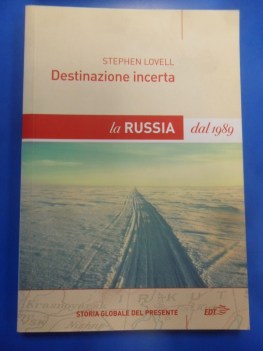 STEPHEN LOVELL
Destinazione incerta
la RUSSIA dal 1989
STORIA GLOBALE DEL PRESENTE
EDT